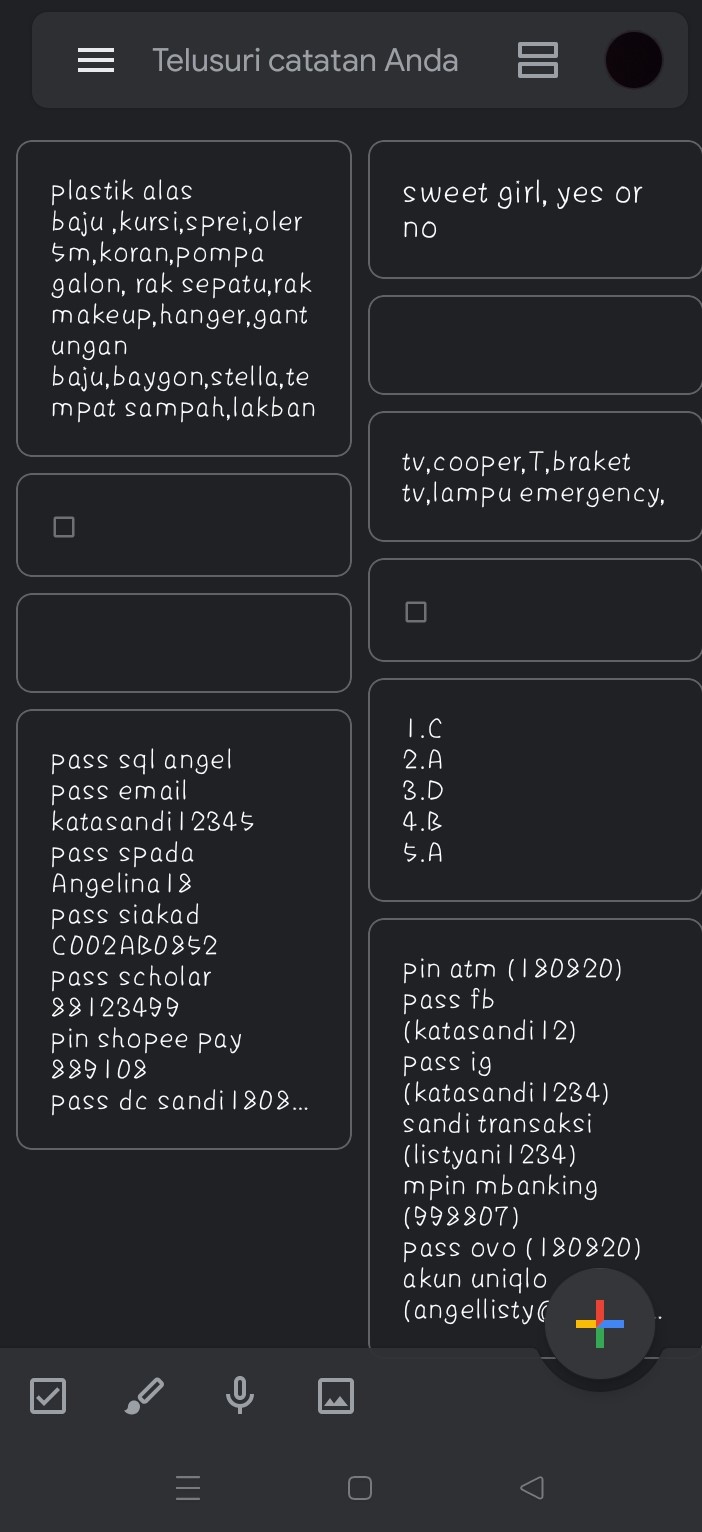 Telusuri catatan Anda
plastik alas
baju ,kursi,sprei,oler
5m,koran,pompa
galon, rak sepatu,rak
makeup,hanger,gant
ungan
baju,baygon,stella,te
mpat sampah,lakban
pass sql angel
pass email
katasandi12345
pass spada
Angelina18
pass siakad
C002AB0852
pass scholar
88123499
pin shopee pay
889108
pass dc sandi1808...
sweet girl, yes or
no
tv,cooper,T,braket
tv,lampu emergency,
1.C
2.A
3.D
4.B
5.A
pin atm (180820)
pass fb
(katasandi12)
pass ig
(katasandi1234)
sandi transaksi
(listyani1234)
mpin mbanking
(998807)
pass ovo (180820)
akun uniqlo
(angellisty@